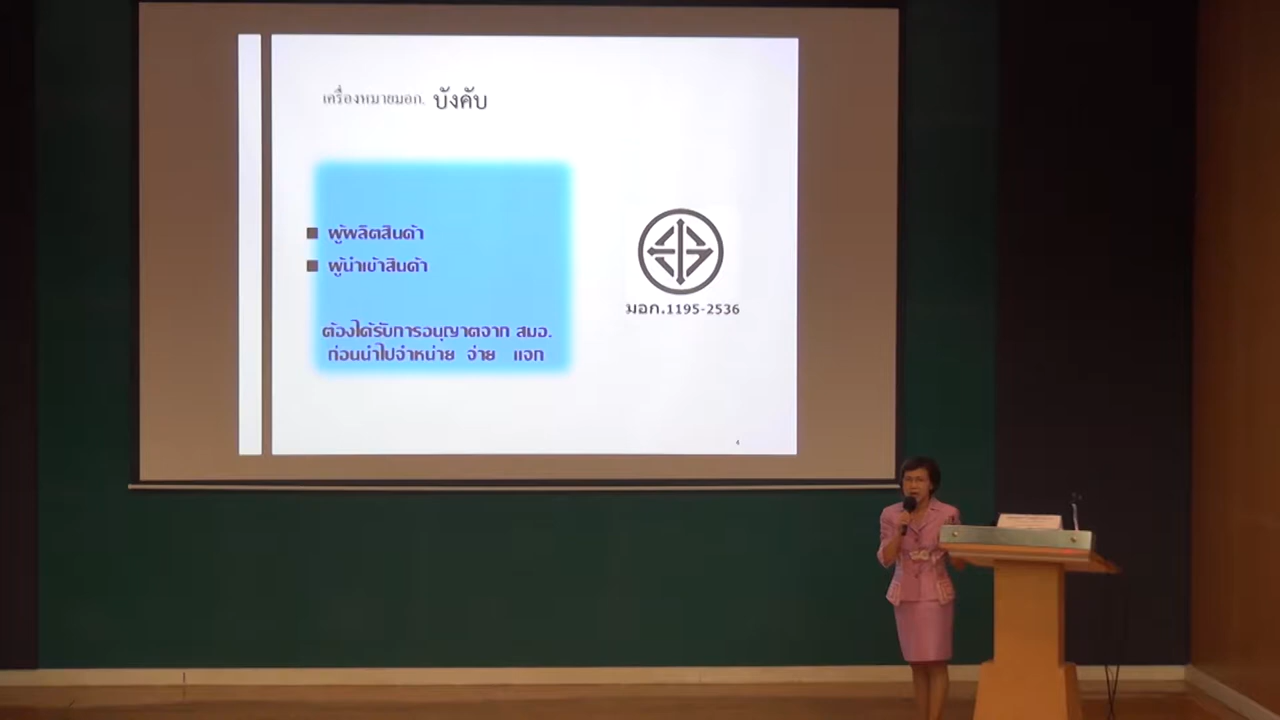 เครื่องหมายมอก. บังคับ
ผู้ผลิตสินค้า
ผู้นำเข้าสินค้า
ต้องได้รับการอนุญาตจาก สมอ.
ก่อนนำไปจำหน่าย จ่าย แจก
มอก.1195-2536
4